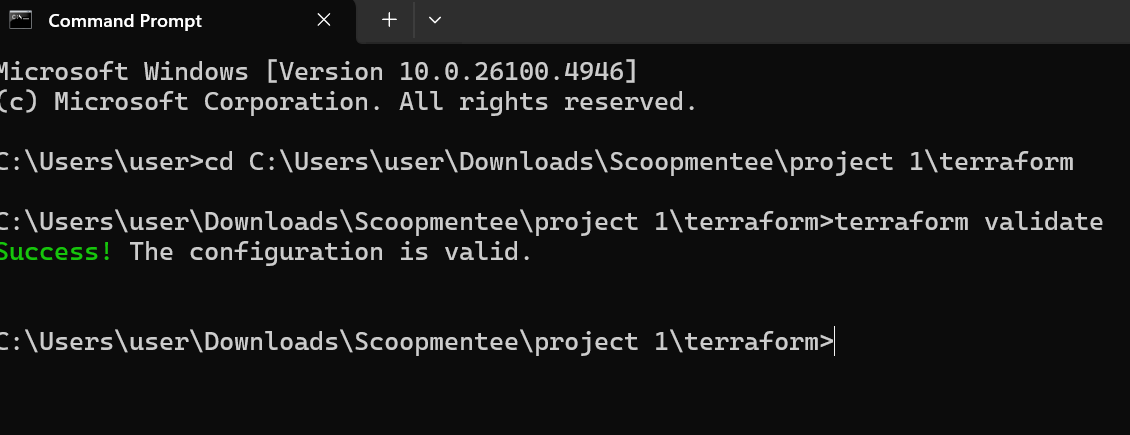 Command Prompt
Microsoft Windows [Version 10.0.26100.4946]
(c) Microsoft Corporation. All rights reserved.
C:\Users\user>cd C:\Users\user\Downloads\Scoopmentee\project 1\terraform
C:\Users\user\Downloads\Scoopmentee\project 1\terraform>terraform validate
Success! The configuration is valid.
C:\Users\user\Downloads\Scoopmentee\project 1\terraform>